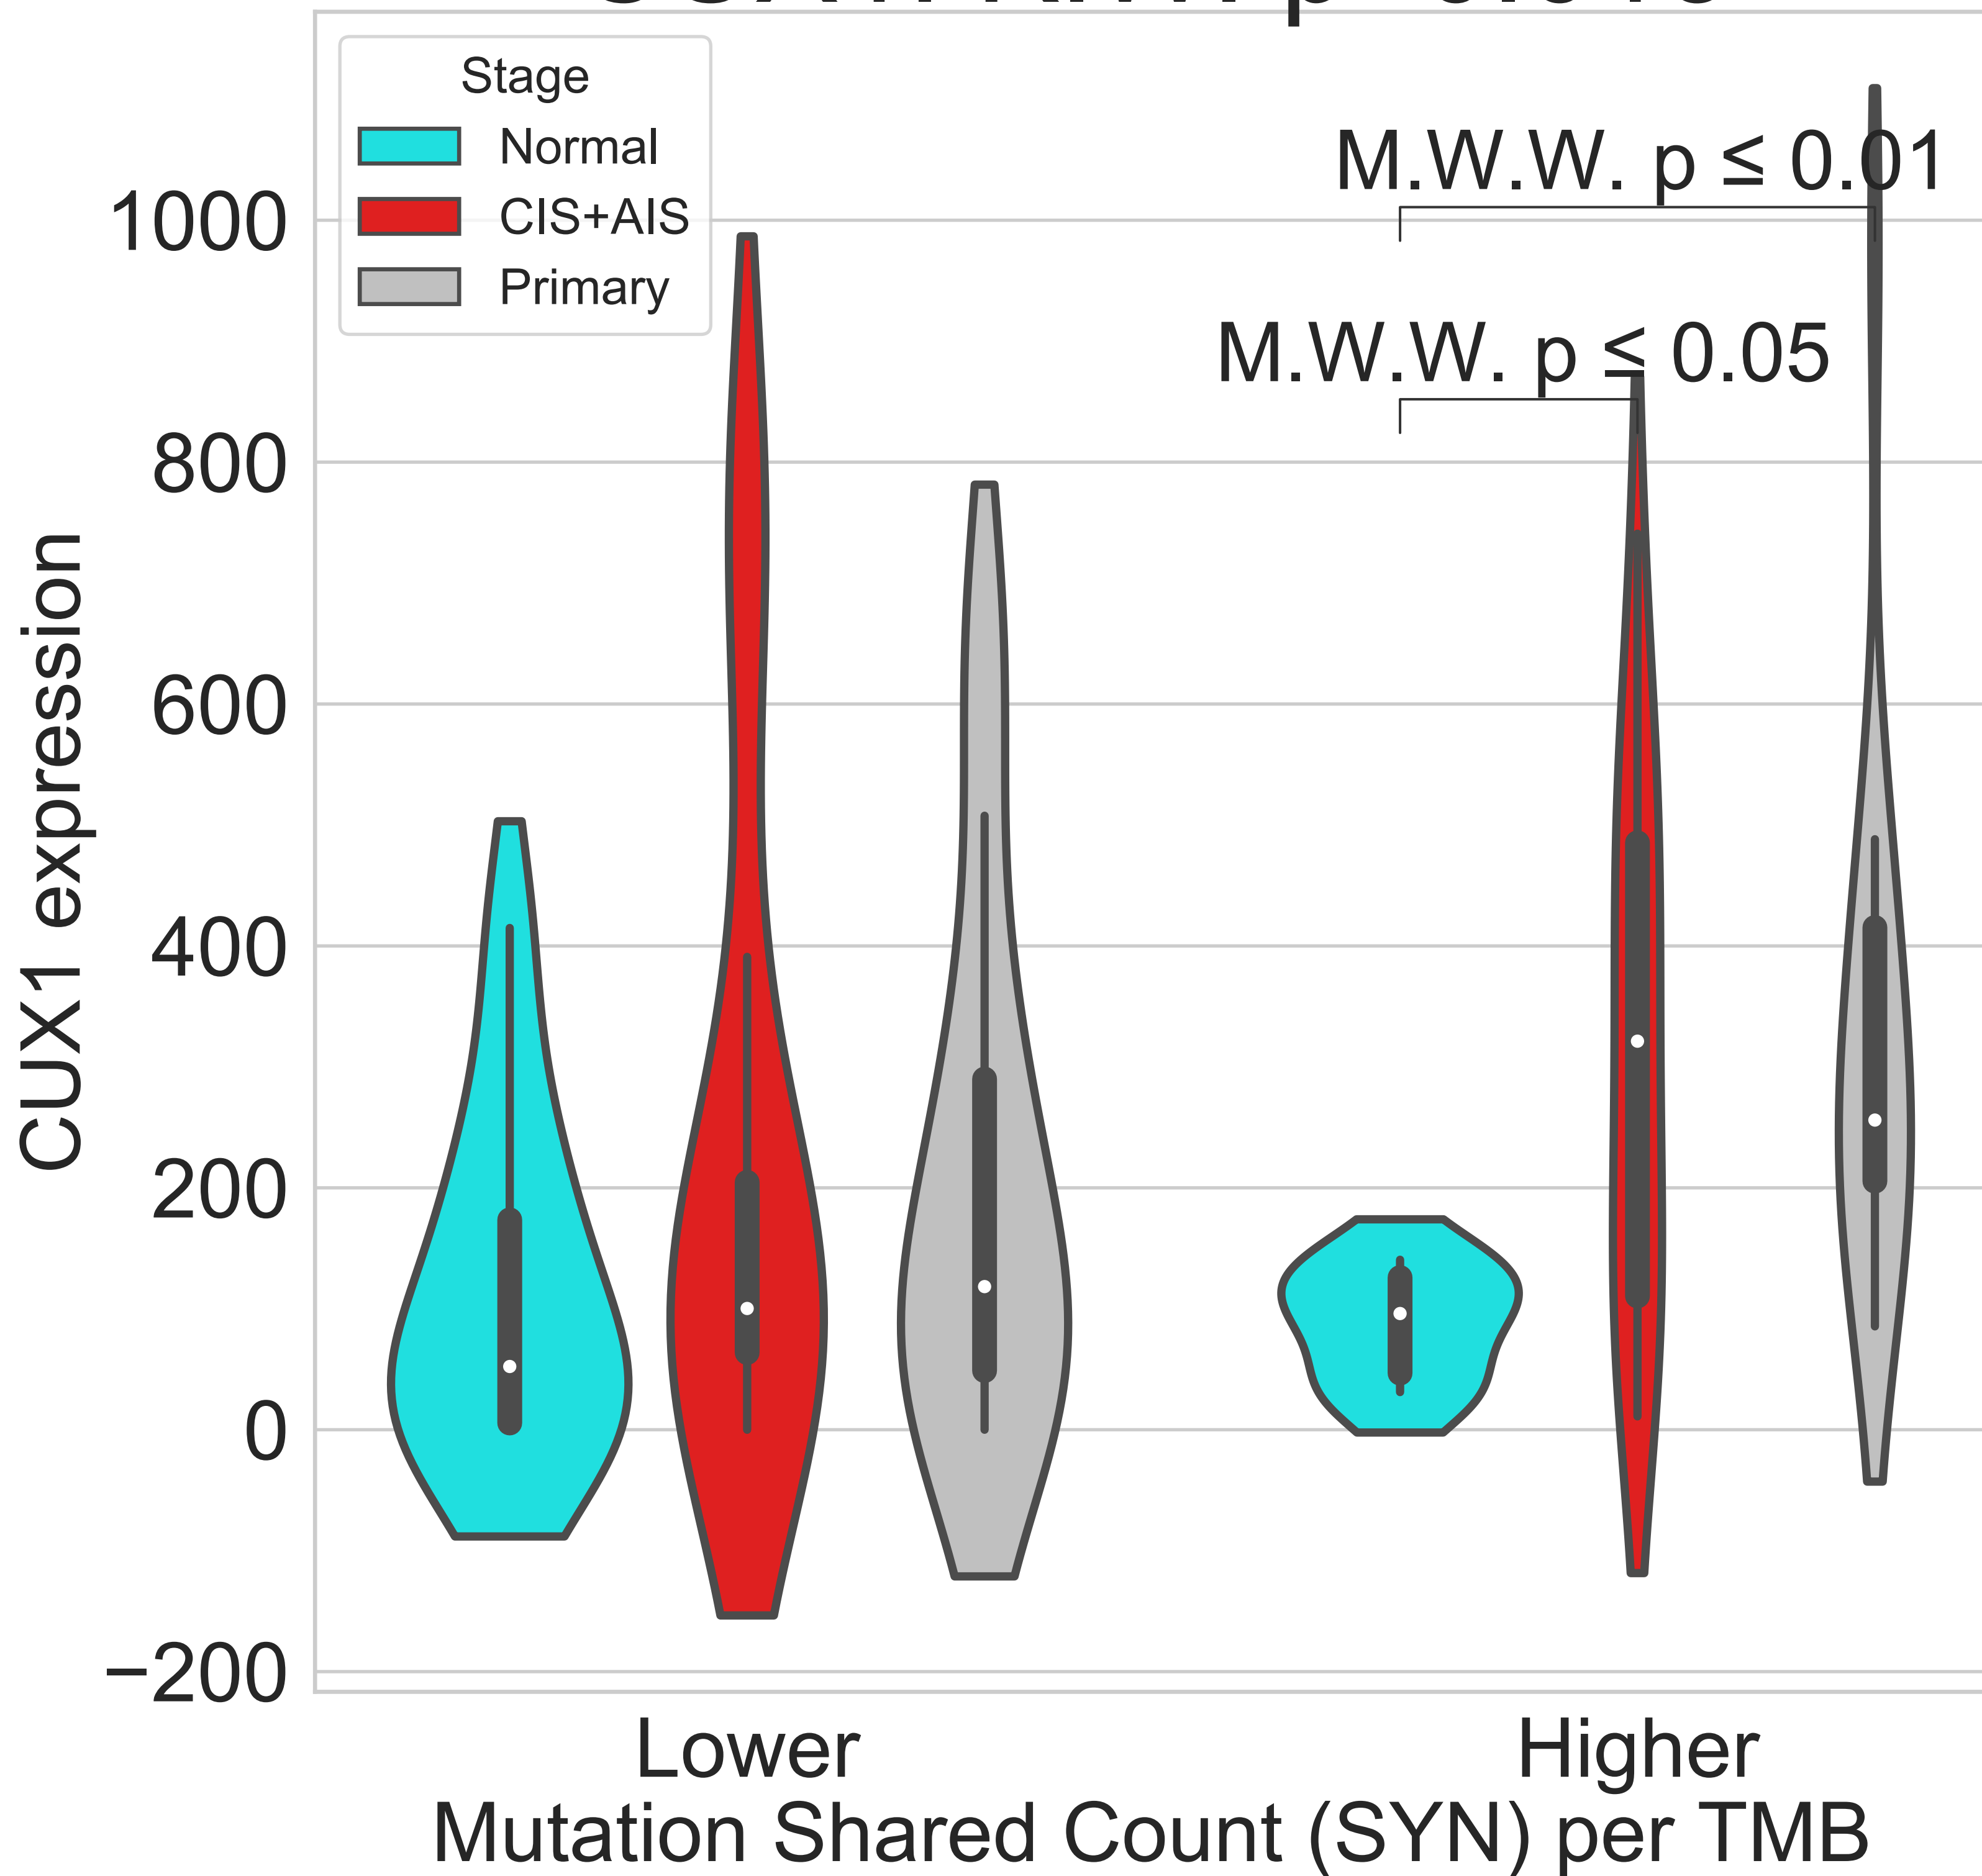 Stage
Normal
CIS+AIS
Primary
M.W.W. p ≤ 0.01
M.W.W. p ≤ 0.05
1000
800
600
400
200
0
−200
CUX1 expression
Lower
Higher
Mutation Shared Count (SYN) per TMB